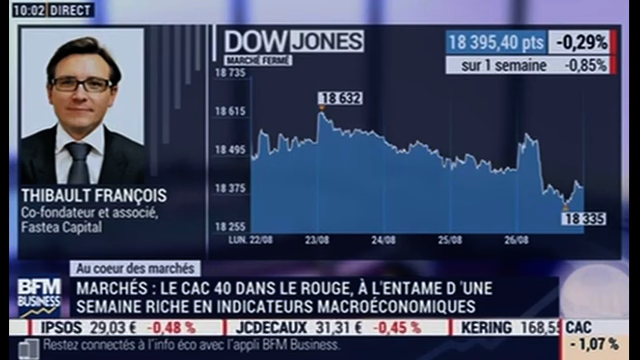 10:02 DIRECT
DOW JONES
MARCHÉ FERMÉ
18 395,40 pts -0,29%
sur 1 semaine -0,85%
18 735
18 615
18 495
18 375
18 255
18 632
18 335
LUN. 22/08 23/08 24/08 25/08 26/08
THIBAULT FRANÇOIS
Co-fondateur et associé,
Fastea Capital
Au coeur des marchés
BFM
BUSINESS
MARCHÉS : LE CAC 40 DANS LE ROUGE, À L'ENTAME D 'UNE
SEMAINE RICHE EN INDICATEURS MACROÉCONOMIQUES
IPSOS 29,03 € -0,48 % JCDECAUX 31,31 € -0,45 % KERING 168,55
CAC
-1,07 %
Restez connectés à l'info éco avec l'appli BFM Business.